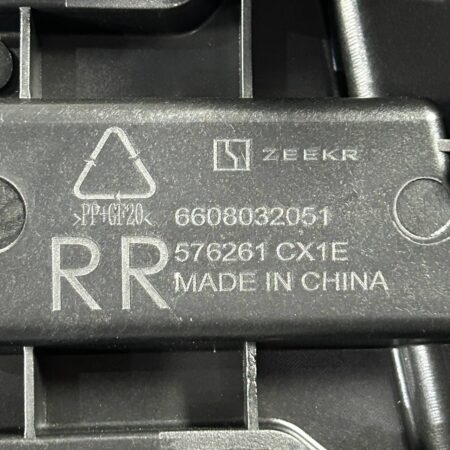 ZEEKR
>PP+GF20< 6608032051
RR 576261 CX1E
MADE IN CHINA